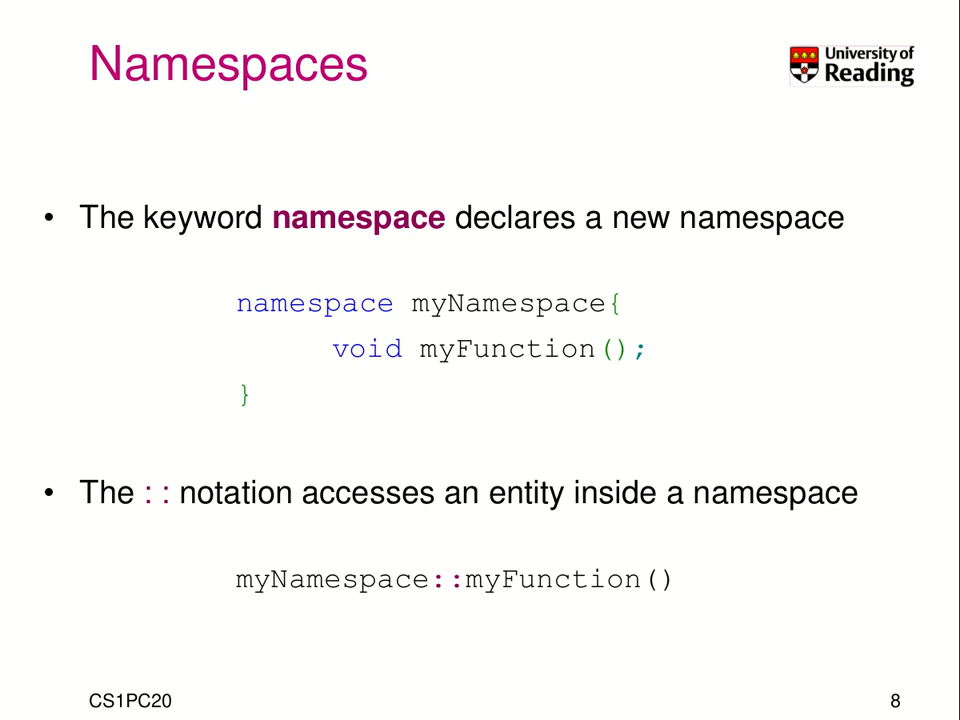 Namespaces
University of
Reading
• The keyword namespace declares a new namespace
namespace myNamespace{
void myFunction();
}
• The :: notation accesses an entity inside a namespace
myNamespace::myFunction()
CS1PC20
8